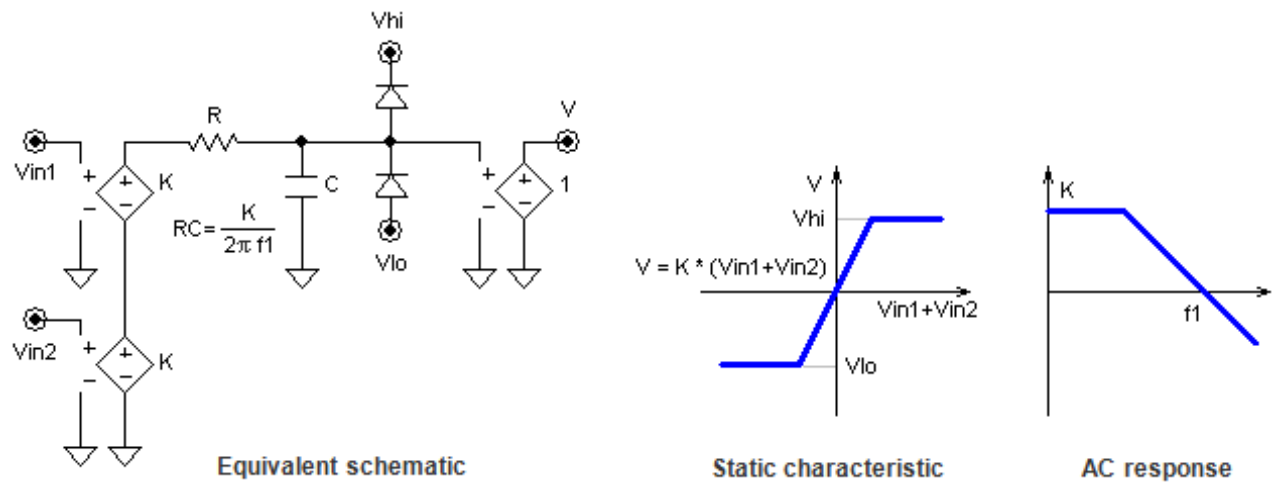 Vhi
R
V
Vin1
+
−
+
−
K
C
+
−
+
−
1
RC = K / 2π f1
Vlo
Vin2
+
−
+
−
K
Equivalent schematic
V
Vhi
V = K * (Vin1+Vin2)
Vin1+Vin2
Vlo
Static characteristic
K
f1
AC response